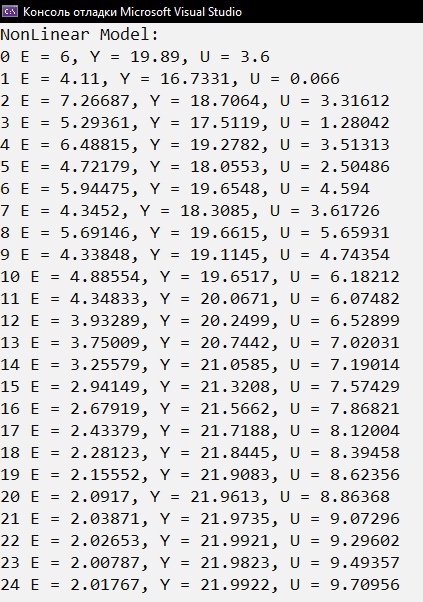 Консоль отладки Microsoft Visual Studio
NonLinear Model:
0 E = 6, Y = 19.89, U = 3.6
1 E = 4.11, Y = 16.7331, U = 0.066
2 E = 7.26687, Y = 18.7064, U = 3.31612
3 E = 5.29361, Y = 17.5119, U = 1.28042
4 E = 6.48815, Y = 19.2782, U = 3.51313
5 E = 4.72179, Y = 18.0553, U = 2.50486
6 E = 5.94475, Y = 19.6548, U = 4.594
7 E = 4.3452, Y = 18.3085, U = 3.61726
8 E = 5.69146, Y = 19.6615, U = 5.65931
9 E = 4.33848, Y = 19.1145, U = 4.74354
10 E = 4.88554, Y = 19.6517, U = 6.18212
11 E = 4.34833, Y = 20.0671, U = 6.07482
12 E = 3.93289, Y = 20.2499, U = 6.52899
13 E = 3.75009, Y = 20.7442, U = 7.02031
14 E = 3.25579, Y = 21.0585, U = 7.19014
15 E = 2.94149, Y = 21.3208, U = 7.57429
16 E = 2.67919, Y = 21.5662, U = 7.86821
17 E = 2.43379, Y = 21.7188, U = 8.12004
18 E = 2.28123, Y = 21.8445, U = 8.39458
19 E = 2.15552, Y = 21.9083, U = 8.62356
20 E = 2.0917, Y = 21.9613, U = 8.86368
21 E = 2.03871, Y = 21.9735, U = 9.07296
22 E = 2.02653, Y = 21.9921, U = 9.29602
23 E = 2.00787, Y = 21.9823, U = 9.49357
24 E = 2.01767, Y = 21.9922, U = 9.70956